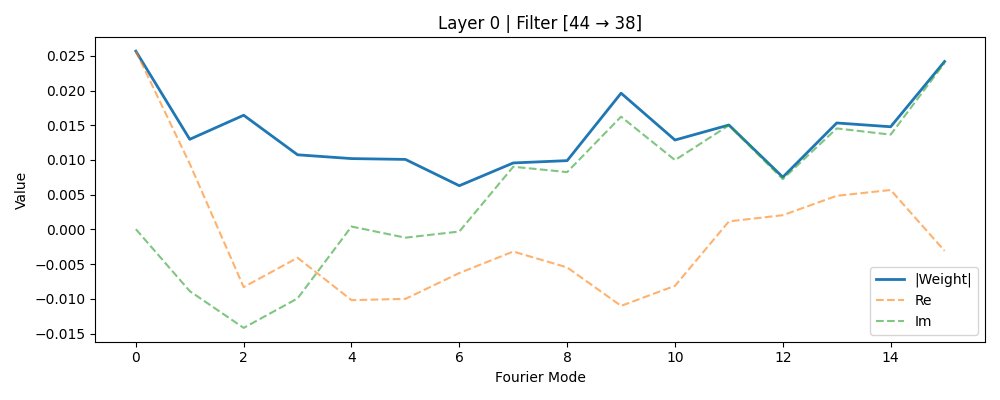 Layer 0 | Filter [44 → 38]
Value
0.025
0.020
0.015
0.010
0.005
0.000
−0.005
−0.010
−0.015
|Weight|
Re
Im
0 2 4 6 8 10 12 14
Fourier Mode